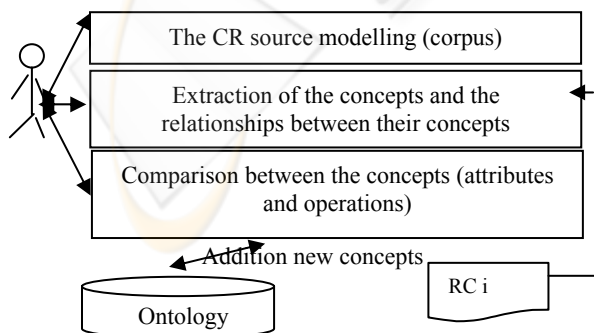 The CR source modelling (corpus)
Extraction of the concepts and the
relationships between their concepts
Comparison between the concepts (attributes
and operations)
Addition new concepts
RC i
Ontology